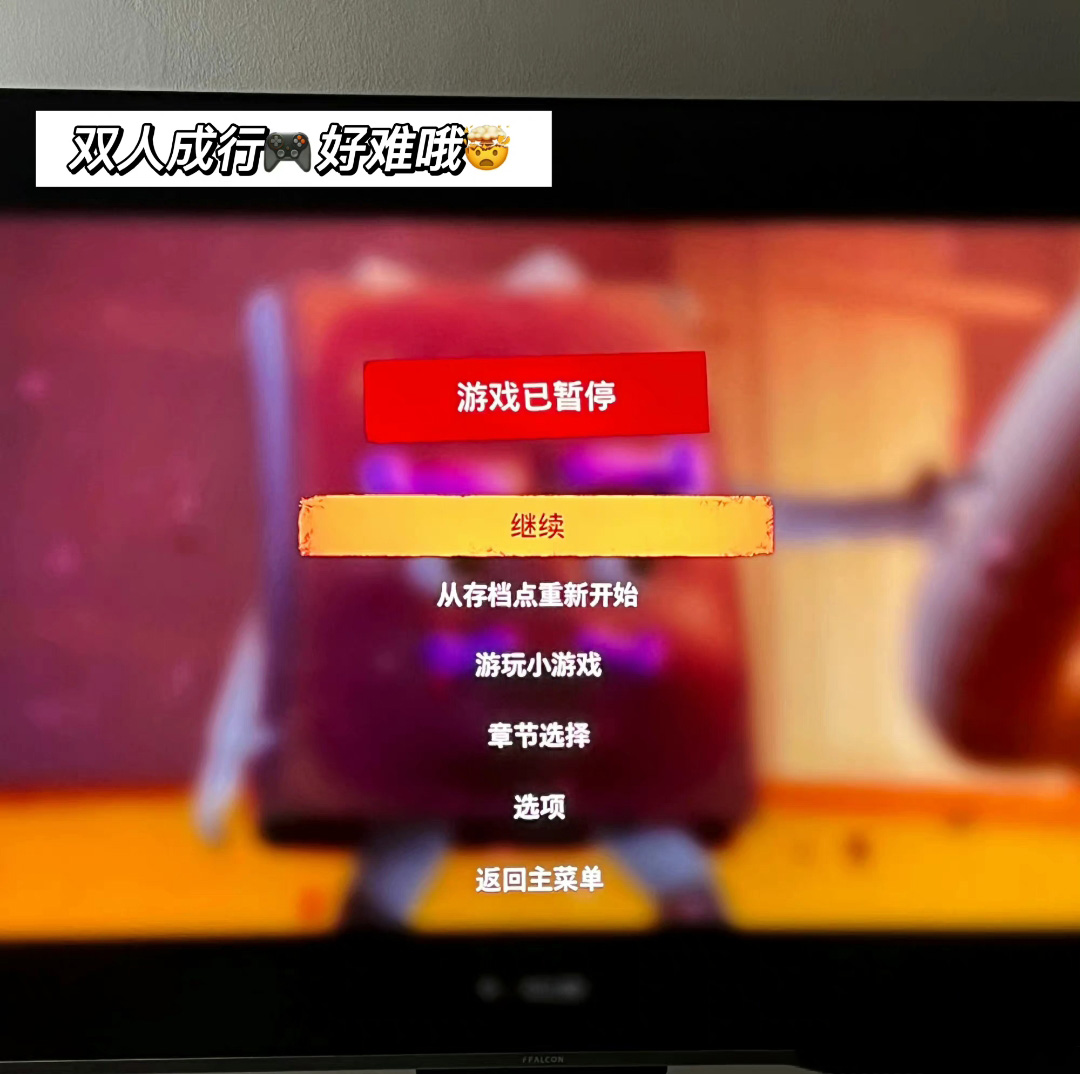 双人成行🎮好难哦🤯
游戏已暂停
继续
从存档点重新开始
游玩小游戏
章节选择
选项
返回主菜单
FFALCON